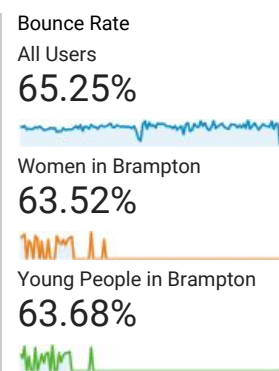 Bounce Rate
All Users
65.25%
Women in Brampton
63.52%
Young People in Brampton
63.68%